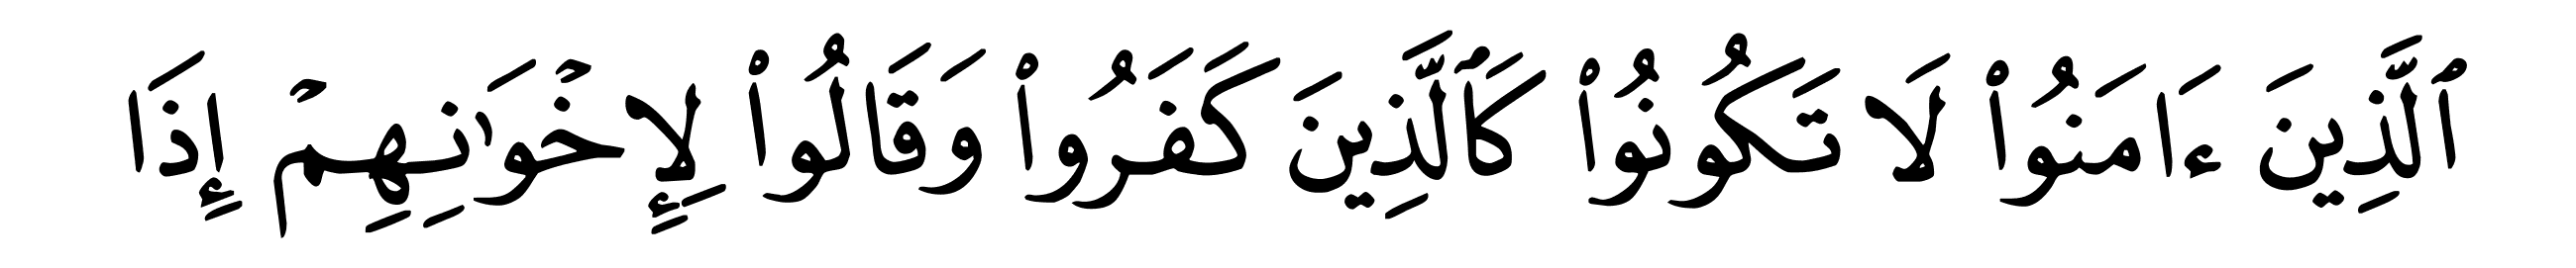 ٱلَّذِينَ ءَامَنُوا۟ لَا تَكُونُوا۟ كَٱلَّذِينَ كَفَرُوا۟ وَقَالُوا۟ لِإِخْوَٰنِهِمْ إِذَا